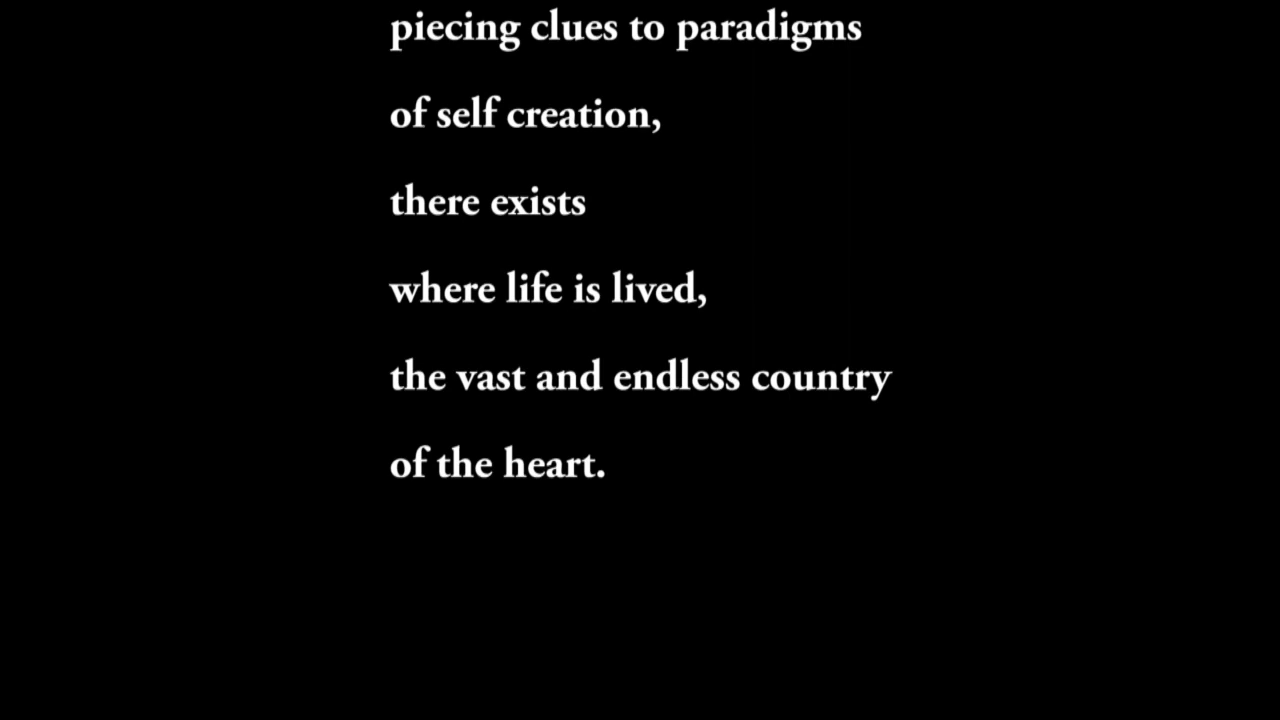 piecing clues to paradigms
of self creation,
there exists
where life is lived,
the vast and endless country
of the heart.